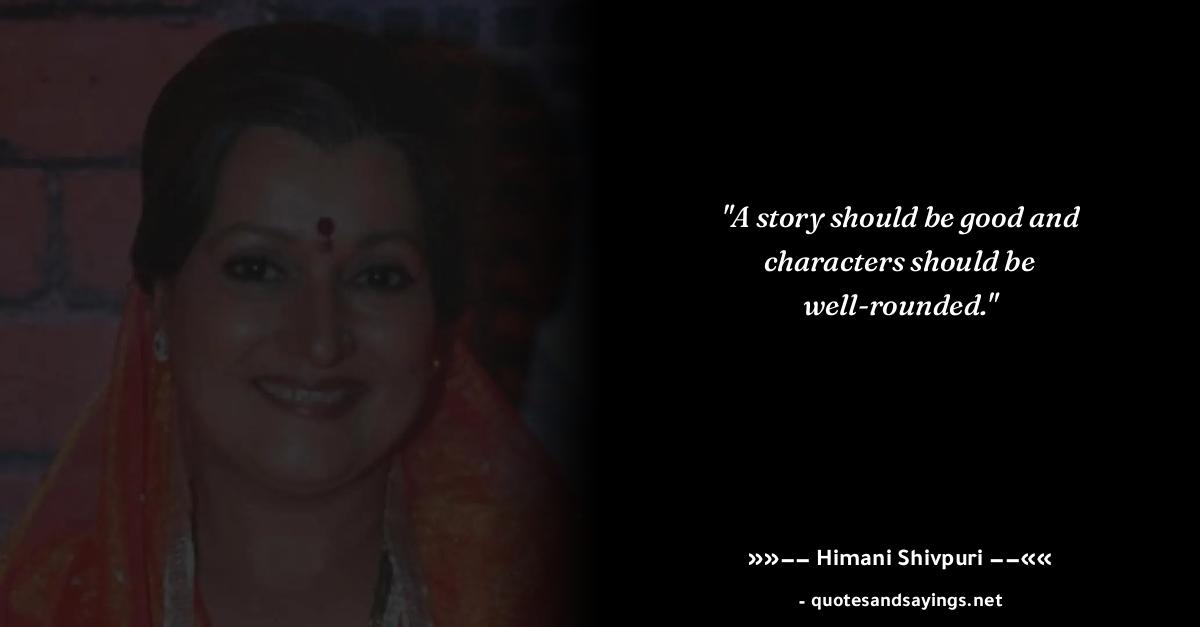 "A story should be good and
characters should be
well-rounded."
»»−− Himani Shivpuri −−««
- quotesandsayings.net